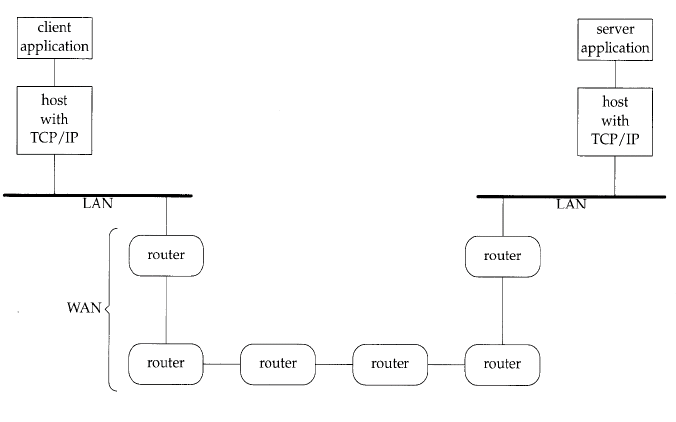 client
application
server
application
host
with
TCP/IP
host
with
TCP/IP
LAN
LAN
router
router
WAN
router
router
router
router